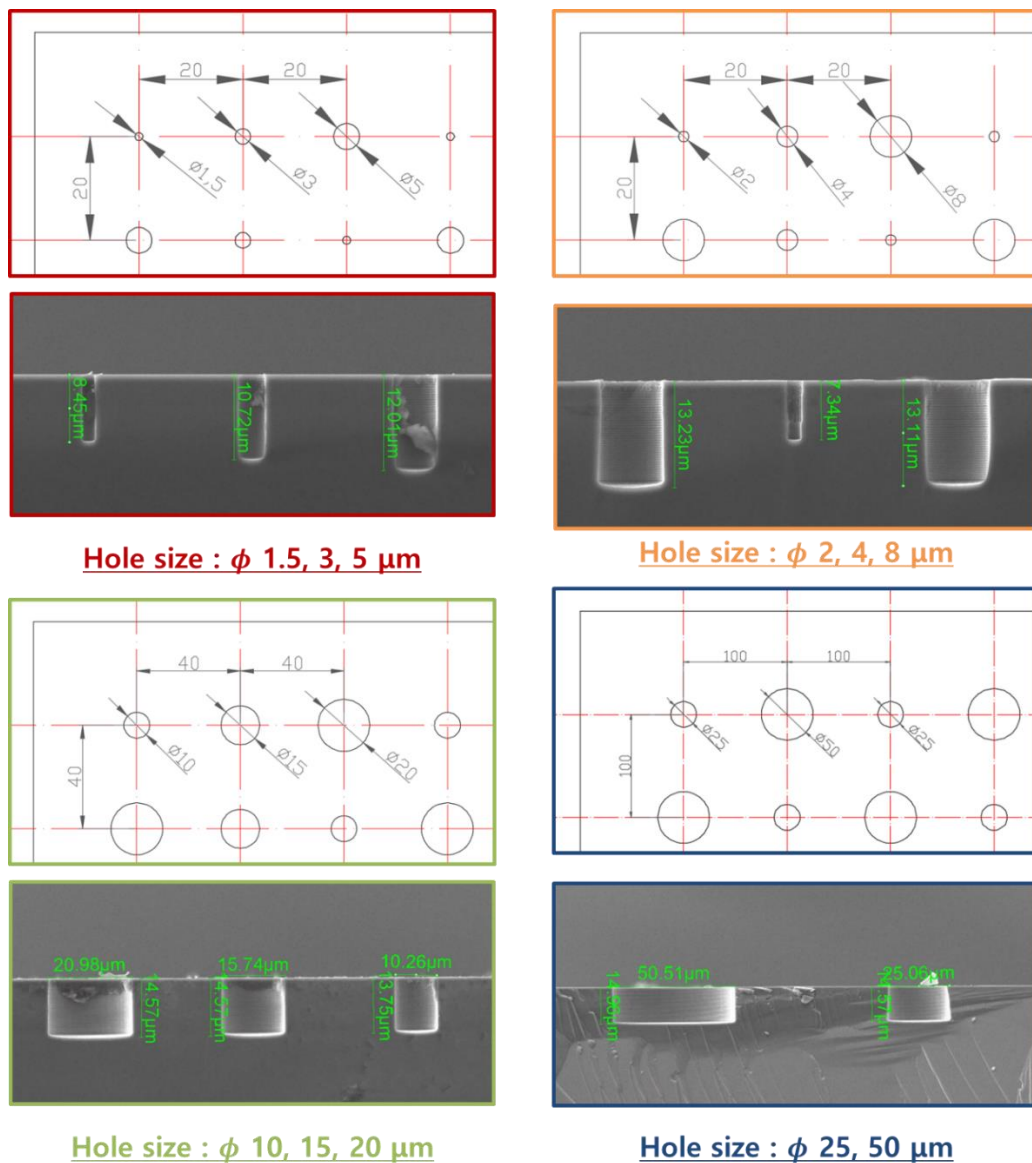 20 20
20
ø1,5 ø3 ø5
8.45µm
10.72µm
12.01µm
Hole size : ϕ 1.5, 3, 5 µm
20 20
20
ø2 ø4 ø8
13.23µm
7.34µm
13.11µm
Hole size : ϕ 2, 4, 8 µm
40 40
40
ø10 ø15 ø20
20.98µm 15.74µm 10.26µm
14.57µm
14.57µm
13.75µm
Hole size : ϕ 10, 15, 20 µm
100 100
100
ø25 ø50 ø25
50.51µm 25.06µm
14.57µm
Hole size : ϕ 25, 50 µm